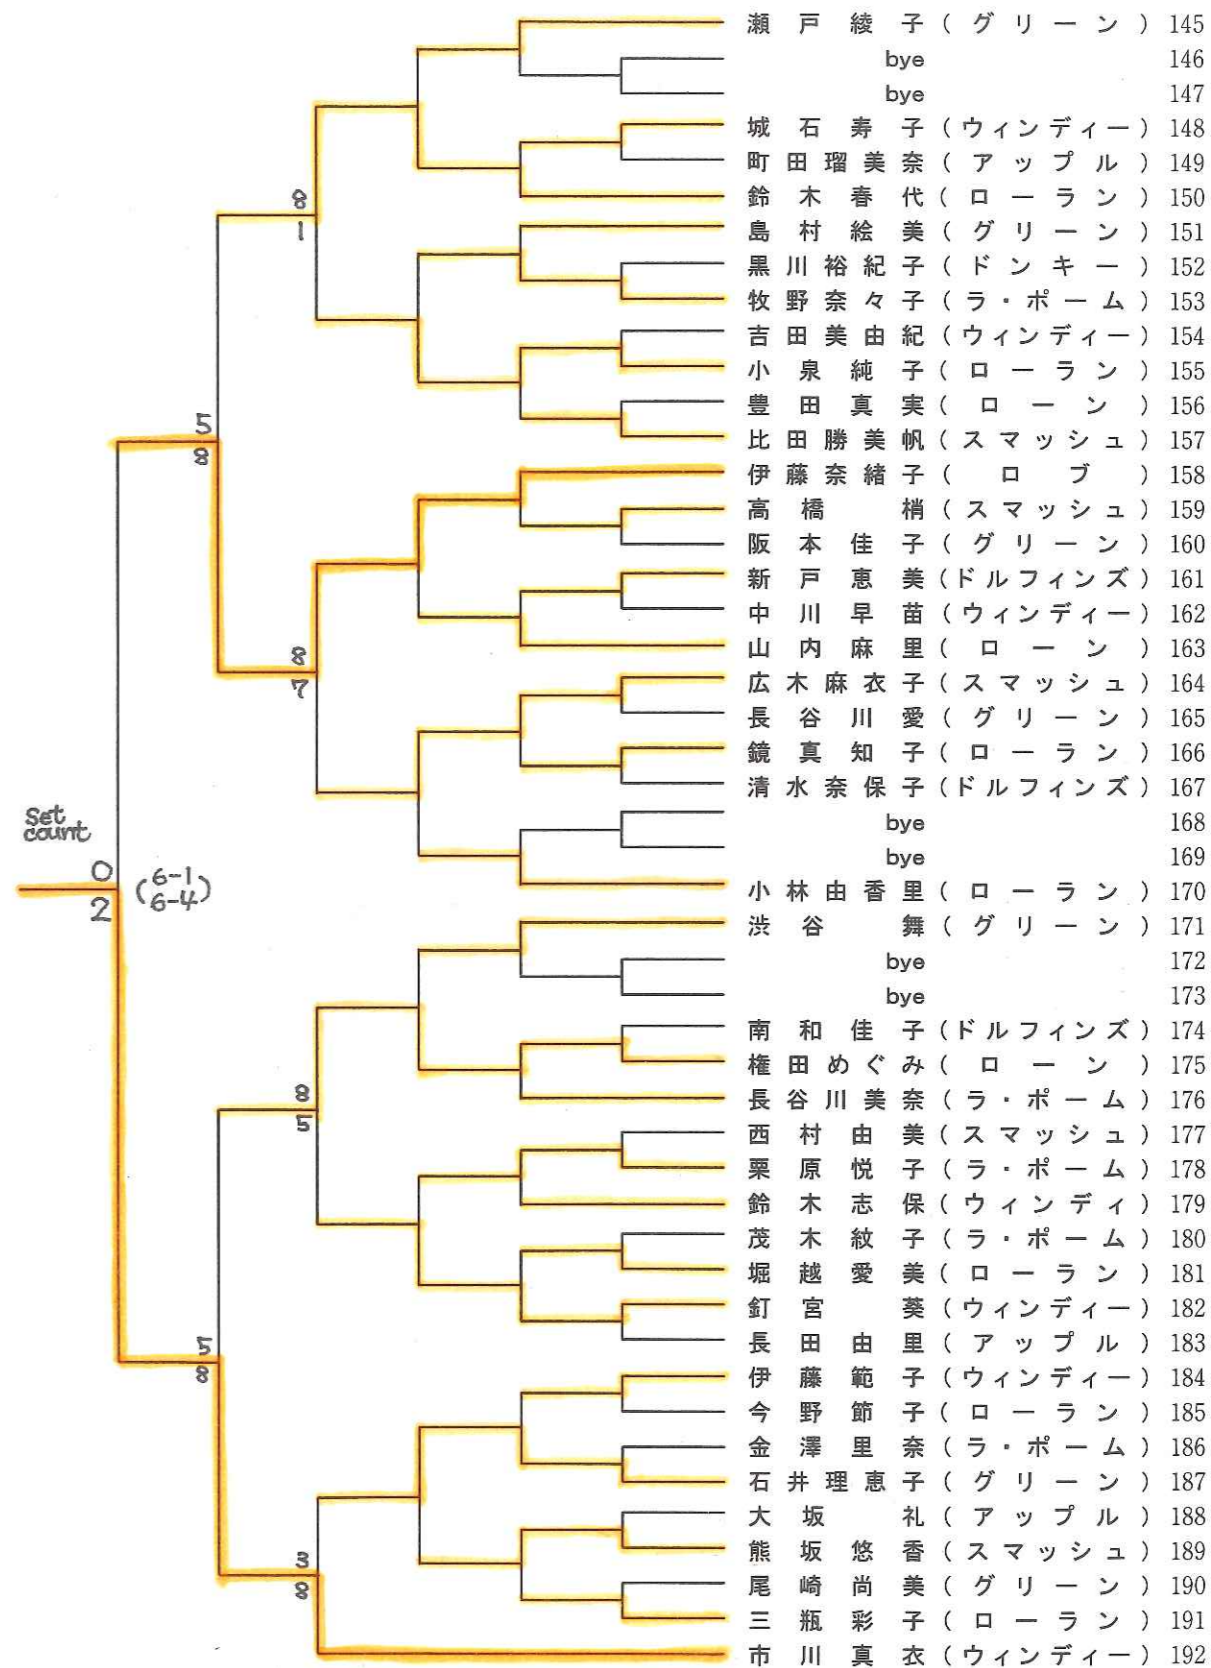 瀬戸綾子(グリーン) 145
bye 146
bye 147
城石寿子(ウィンディー) 148
町田瑠美奈(アップル) 149
8 鈴木春代(ローラン) 150
1 島村絵美(グリーン) 151
黒川裕紀子(ドンキー) 152
牧野奈々子(ラ・ポーム) 153
吉田美由紀(ウィンディー) 154
小泉純子(ローラン) 155
豊田真実(ローン) 156
5
8 比田勝美帆(スマッシュ) 157
伊藤奈緒子(ロブ) 158
高橋梢(スマッシュ) 159
阪本佳子(グリーン) 160
新戸恵美(ドルフィンズ) 161
中川早苗(ウィンディー) 162
8 山内麻里(ローン) 163
7 広木麻衣子(スマッシュ) 164
長谷川愛(グリーン) 165
鏡真知子(ローラン) 166
清水奈保子(ドルフィンズ) 167
Set
count
bye 168
bye 169
0 (6-1
2 6-4)
小林由香里(ローラン) 170
渋谷舞(グリーン) 171
bye 172
bye 173
南和佳子(ドルフィンズ) 174
権田めぐみ(ローン) 175
8 長谷川美奈(ラ・ポーム) 176
5 西村由美(スマッシュ) 177
栗原悦子(ラ・ポーム) 178
鈴木志保(ウィンディ) 179
茂木紋子(ラ・ポーム) 180
堀越愛美(ローラン) 181
釘宮葵(ウィンディー) 182
5 長田由里(アップル) 183
8 伊藤範子(ウィンディー) 184
今野節子(ローラン) 185
金澤里奈(ラ・ポーム) 186
石井理恵子(グリーン) 187
大坂礼(アップル) 188
3 熊坂悠香(スマッシュ) 189
8 尾崎尚美(グリーン) 190
三瓶彩子(ローラン) 191
市川真衣(ウィンディー) 192